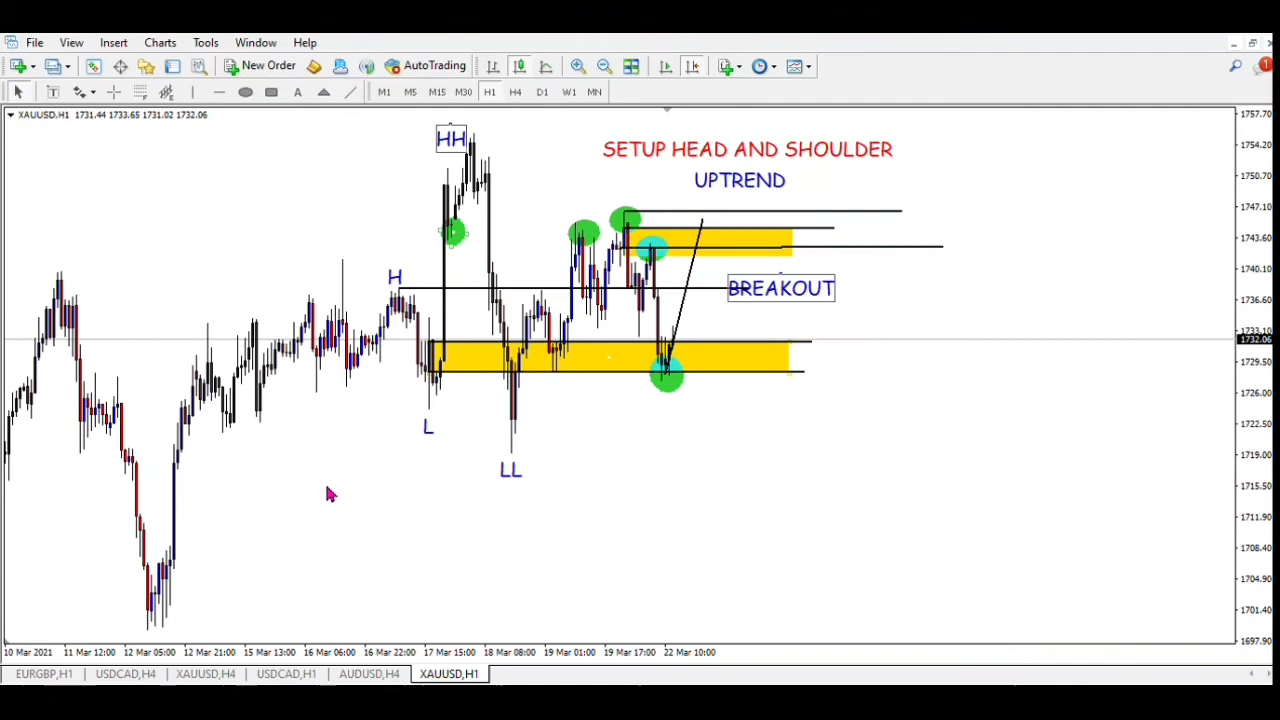 File View Insert Charts Tools Window Help
New Order AutoTrading
1
T A M1 M5 M15 M30 H1 H4 D1 W1 MN
XAUUSD,H1 1731.44 1733.65 1731.02 1732.06
HH
SETUP HEAD AND SHOULDER
UPTREND
H
BREAKOUT
L
LL
1757.70
1754.20
1750.70
1747.10
1743.60
1740.10
1736.60
1733.10
1732.06
1729.50
1726.00
1722.50
1719.00
1715.50
1711.90
1708.40
1704.90
1701.40
1697.90
10 Mar 2021 11 Mar 12:00 12 Mar 05:00 12 Mar 21:00 15 Mar 13:00 16 Mar 06:00 16 Mar 22:00 17 Mar 15:00 18 Mar 08:00 19 Mar 01:00 19 Mar 17:00 22 Mar 10:00
EURGBP,H1 USDCAD,H4 XAUUSD,H4 USDCAD,H1 AUDUSD,H4 XAUUSD,H1